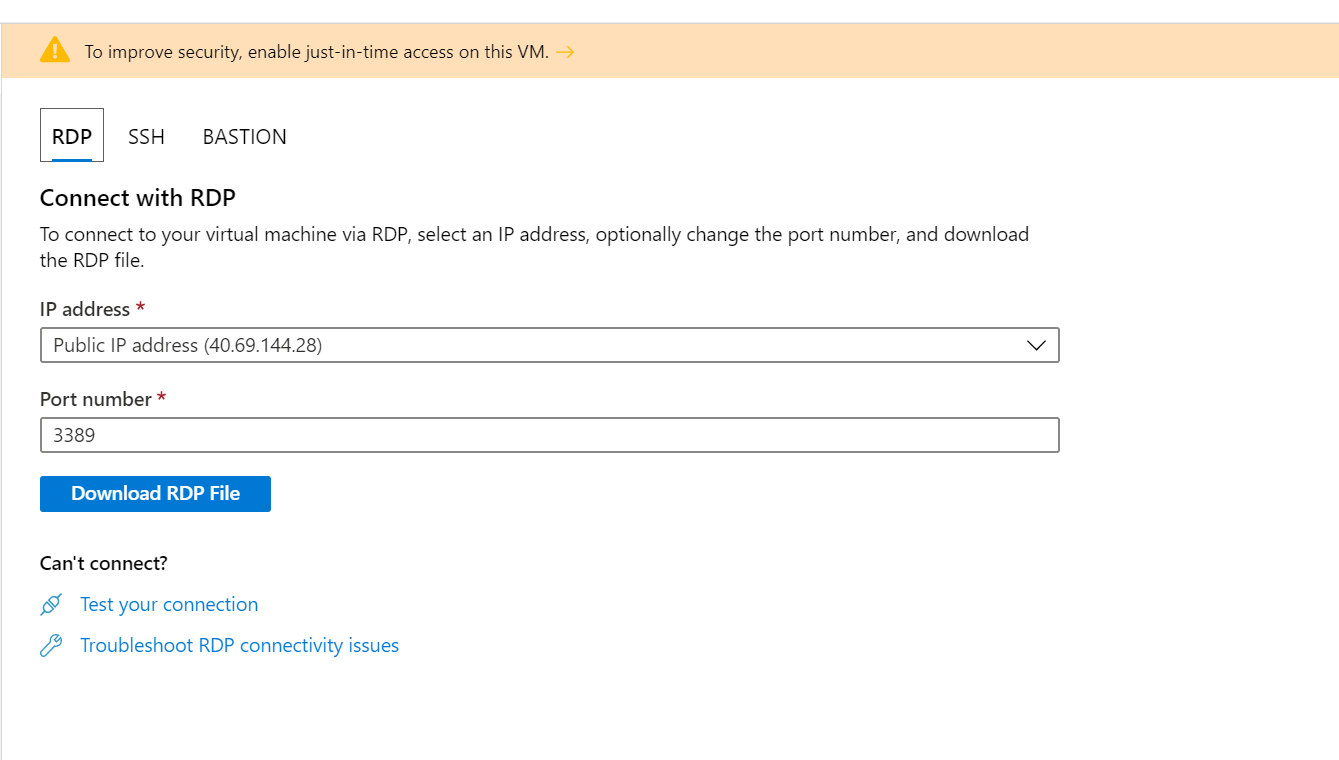 To improve security, enable just-in-time access on this VM. →
RDP SSH BASTION
Connect with RDP
To connect to your virtual machine via RDP, select an IP address, optionally change the port number, and download
the RDP file.
IP address *
Public IP address (40.69.144.28)
Port number *
3389
Download RDP File
Can't connect?
Test your connection
Troubleshoot RDP connectivity issues